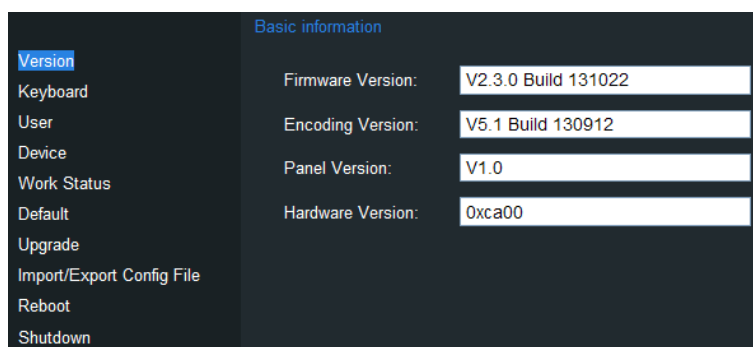 Basic information
Version
Keyboard
User
Device
Work Status
Default
Upgrade
Import/Export Config File
Reboot
Shutdown
Firmware Version: V2.3.0 Build 131022
Encoding Version: V5.1 Build 130912
Panel Version: V1.0
Hardware Version: 0xca00